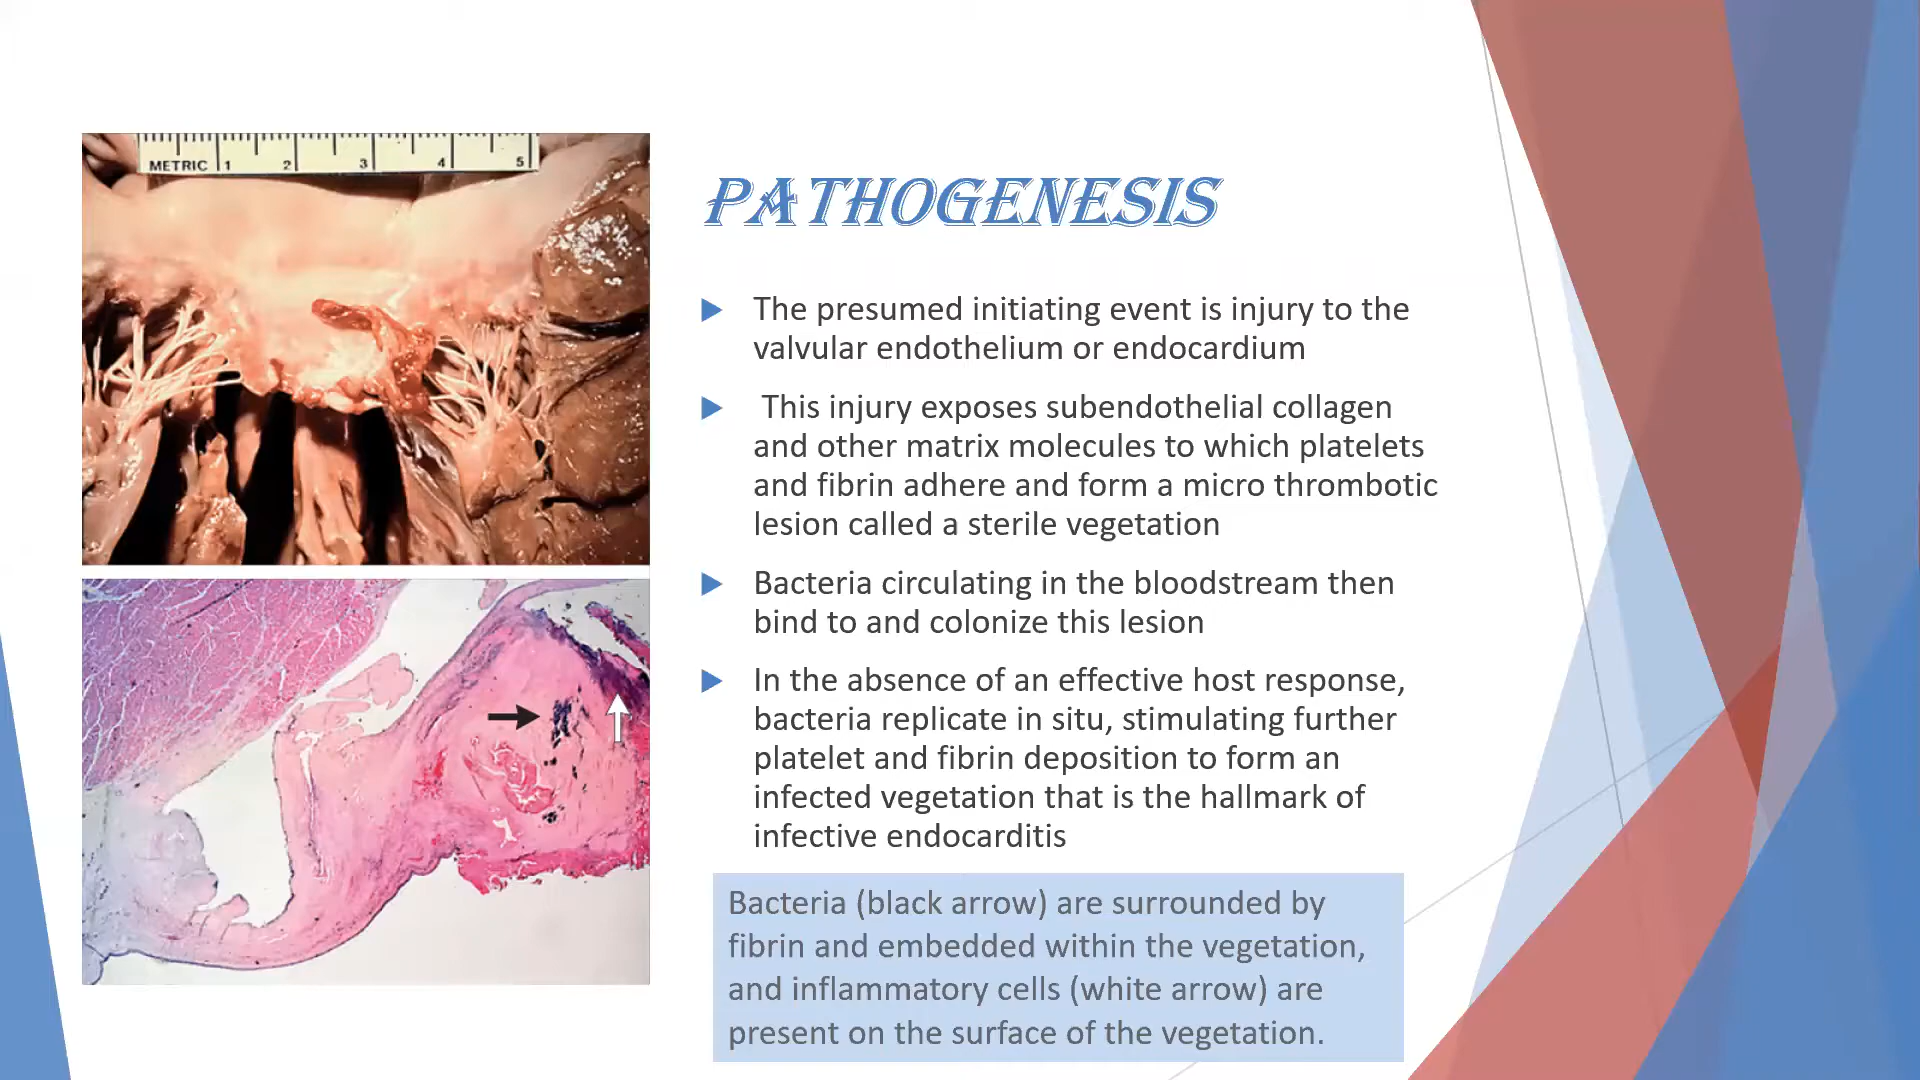 METRIC 1 2 3 4 5
PATHOGENESIS
The presumed initiating event is injury to the
valvular endothelium or endocardium
This injury exposes subendothelial collagen
and other matrix molecules to which platelets
and fibrin adhere and form a micro thrombotic
lesion called a sterile vegetation
Bacteria circulating in the bloodstream then
bind to and colonize this lesion
In the absence of an effective host response,
bacteria replicate in situ, stimulating further
platelet and fibrin deposition to form an
infected vegetation that is the hallmark of
infective endocarditis
Bacteria (black arrow) are surrounded by
fibrin and embedded within the vegetation,
and inflammatory cells (white arrow) are
present on the surface of the vegetation.